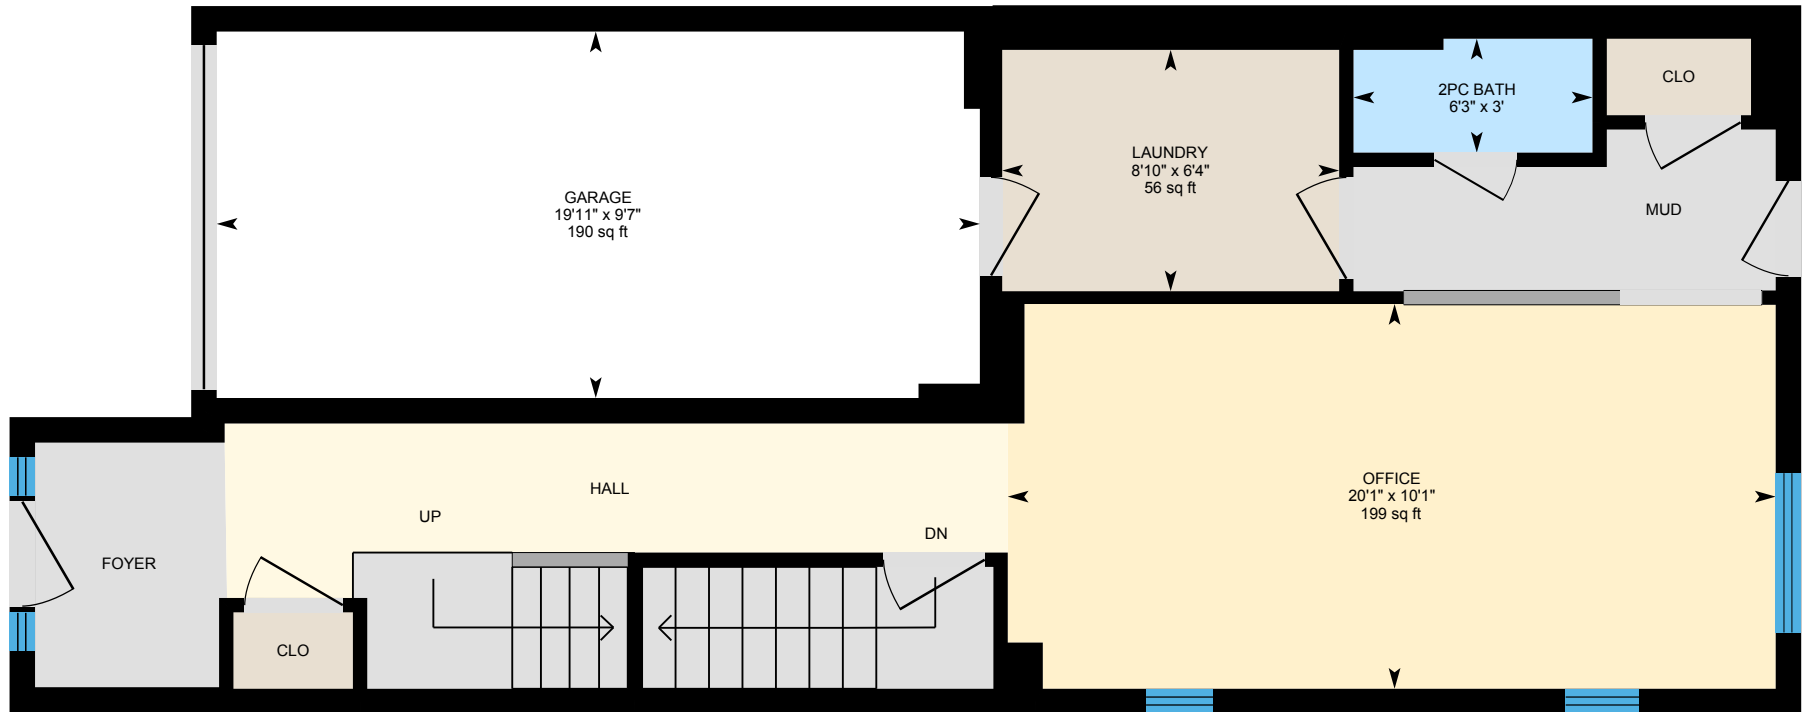 CLO
2PC BATH
6'3" x 3'
LAUNDRY
8'10" x 6'4"
56 sq ft
GARAGE
19'11" x 9'7"
190 sq ft
MUD
HALL
OFFICE
20'1" x 10'1"
199 sq ft
UP
DN
FOYER
CLO